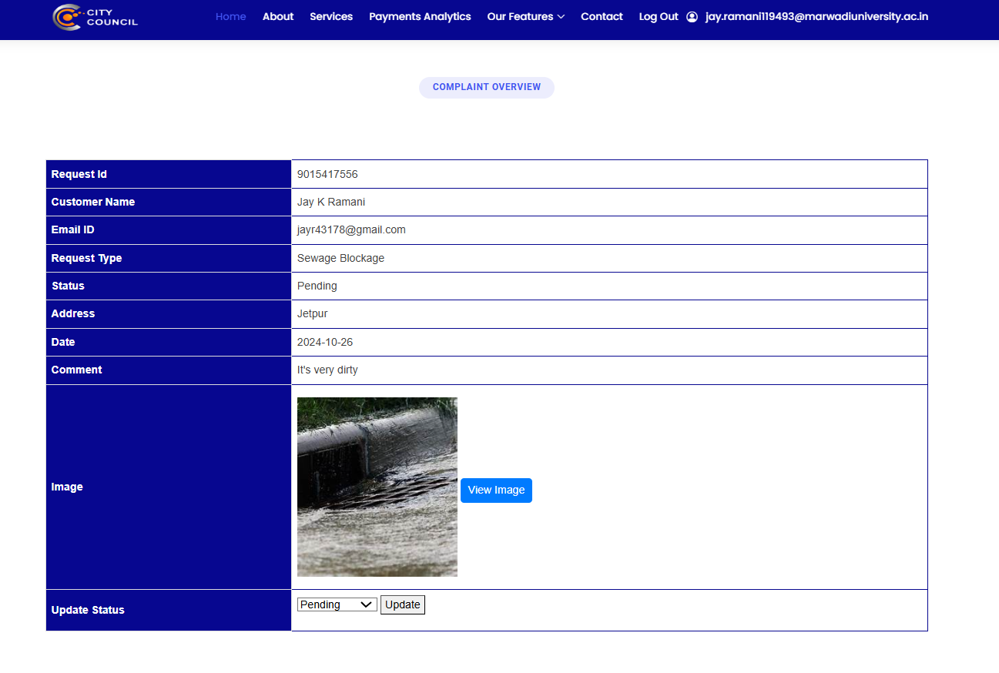 CITY
COUNCIL
Home About Services Payments Analytics Our Features Contact Log Out jay.ramani119493@marwadiuniversity.ac.in
COMPLAINT OVERVIEW
Request Id 9015417556
Customer Name Jay K Ramani
Email ID jayr43178@gmail.com
Request Type Sewage Blockage
Status Pending
Address Jetpur
Date 2024-10-26
Comment It's very dirty
Image View Image
Update Status Pending Update